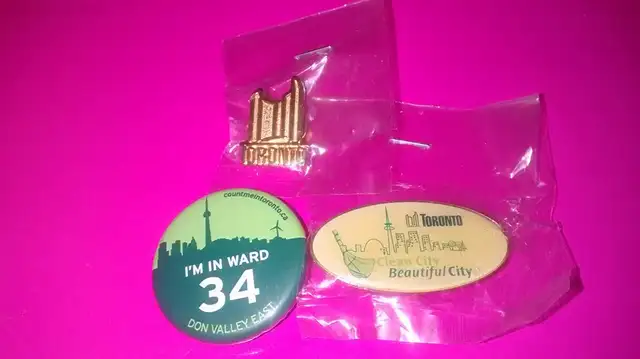 TORONTO
countmeintoronto.ca
I'M IN WARD
34
DON VALLEY EAST
TORONTO
Clean City
Beautiful City